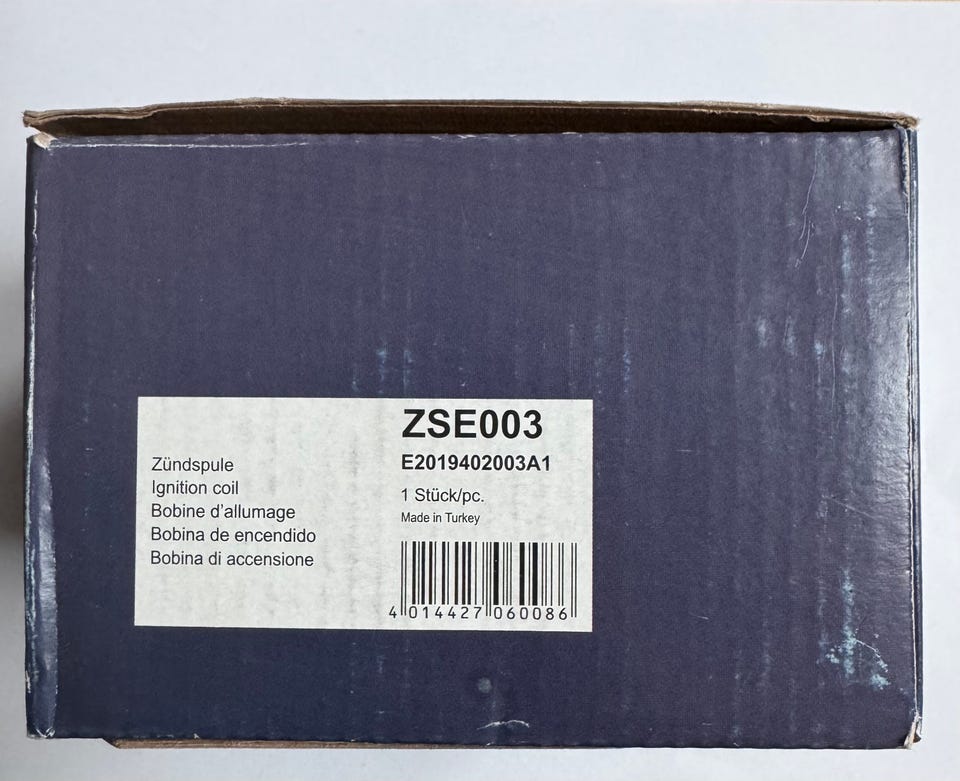 ZSE003
E2019402003A1
1 Stück/pc.
Made in Turkey
Zündspule
Ignition coil
Bobine d'allumage
Bobina de encendido
Bobina di accensione
4 014427 060086